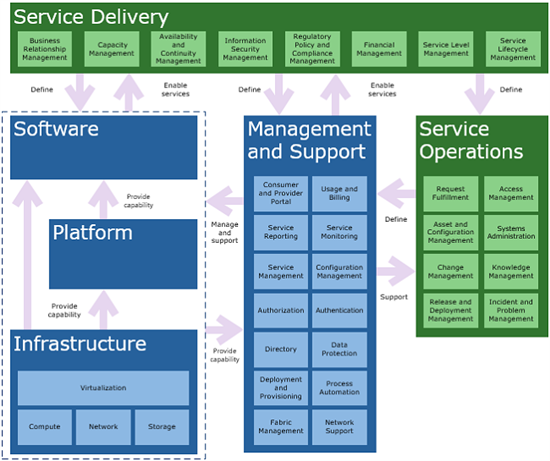 Service Delivery
Business
Relationship
Management
Capacity
Management
Availability
and
Continuity
Management
Information
Security
Management
Regulatory
Policy and
Compliance
Management
Financial
Management
Service Level
Management
Service
Lifecycle
Management
Define
Enable
services
Define
Enable
services
Define
Software
Provide
capability
Platform
Provide
capability
Infrastructure
Virtualization
Compute
Network
Storage
Manage
and
support
Provide
capability
Management
and Support
Consumer
and Provider
Portal
Usage and
Billing
Service
Reporting
Service
Monitoring
Service
Management
Configuration
Management
Authorization
Authentication
Directory
Data
Protection
Deployment
and
Provisioning
Process
Automation
Fabric
Management
Network
Support
Define
Support
Service
Operations
Request
Fulfillment
Access
Management
Asset and
Configuration
Management
Systems
Administration
Change
Management
Knowledge
Management
Release and
Deployment
Management
Incident and
Problem
Management